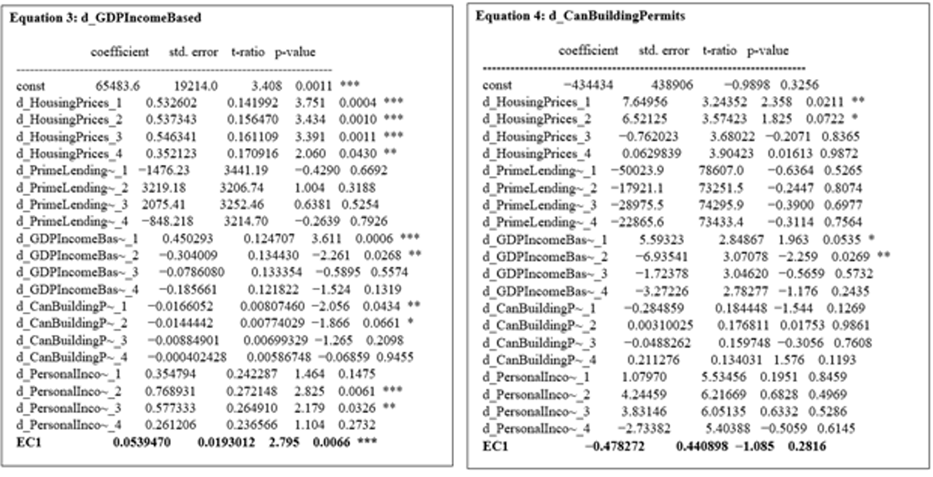 Equation 3: d_GDPIncomeBased
coefficient std. error t-ratio p-value
const 65483.6 19214.0 3.408 0.0011 ***
d_HousingPrices_1 0.532602 0.141992 3.751 0.0004 ***
d_HousingPrices_2 0.537343 0.156470 3.434 0.0010 ***
d_HousingPrices_3 0.546341 0.161109 3.391 0.0011 ***
d_HousingPrices_4 0.352123 0.170916 2.060 0.0430 **
d_PrimeLending~_1 −1476.23 3441.19 -0.4290 0.6692
d_PrimeLending~_2 3219.18 3206.74 1.004 0.3188
d_PrimeLending~_3 2075.41 3252.46 0.6381 0.5254
d_PrimeLending~_4 −848.218 3214.70 −0.2639 0.7926
d_GDPIncomeBas~_1 0.450293 0.124707 3.611 0.0006 ***
d_GDPIncomeBas~_2 −0.304009 0.134430 −2.261 0.0268 **
d_GDPIncomeBas~_3 −0.0786080 0.133354 −0.5895 0.5574
d_GDPIncomeBas~_4 −0.185661 0.121822 −1.524 0.1319
d_CanBuildingP~_1 −0.0166052 0.00807460 −2.056 0.0434 **
d_CanBuildingP~_2 −0.0144442 0.00774029 −1.866 0.0661 *
d_CanBuildingP~_3 −0.00884901 0.00699329 −1.265 0.2098
d_CanBuildingP~_4 −0.000402428 0.00586748 −0.06859 0.9455
d_PersonalInco~_1 0.354794 0.242287 1.464 0.1475
d_PersonalInco~_2 0.768931 0.272148 2.825 0.0061 ***
d_PersonalInco~_3 0.577333 0.264910 2.179 0.0326 **
d_PersonalInco~_4 0.261206 0.236566 1.104 0.2732
EC1 0.0539470 0.0193012 2.795 0.0066 ***
Equation 4: d_CanBuildingPermits
coefficient std. error t-ratio p-value
const −434434 438906 −0.9898 0.3256
d_HousingPrices_1 7.64956 3.24352 2.358 0.0211 **
d_HousingPrices_2 6.52125 3.57423 1.825 0.0722 *
d_HousingPrices_3 −0.762023 3.68022 −0.2071 0.8365
d_HousingPrices_4 0.0629839 3.90423 0.01613 0.9872
d_PrimeLending~_1 −50023.9 78607.0 −0.6364 0.5265
d_PrimeLending~_2 −17921.1 73251.5 −0.2447 0.8074
d_PrimeLending~_3 −28975.5 74295.9 −0.3900 0.6977
d_PrimeLending~_4 −22865.6 73433.4 −0.3114 0.7564
d_GDPIncomeBas~_1 5.59323 2.84867 1.963 0.0535 *
d_GDPIncomeBas~_2 −6.93541 3.07078 −2.259 0.0269 **
d_GDPIncomeBas~_3 −1.72378 3.04620 −0.5659 0.5732
d_GDPIncomeBas~_4 −3.27226 2.78277 −1.176 0.2435
d_CanBuildingP~_1 −0.284859 0.184448 −1.544 0.1269
d_CanBuildingP~_2 0.00310025 0.176811 0.01753 0.9861
d_CanBuildingP~_3 −0.0488262 0.159748 −0.3056 0.7608
d_CanBuildingP~_4 0.211276 0.134031 1.576 0.1193
d_PersonalInco~_1 1.07970 5.53456 0.1951 0.8459
d_PersonalInco~_2 4.24459 6.21669 0.6828 0.4969
d_PersonalInco~_3 3.83146 6.05135 0.6332 0.5286
d_PersonalInco~_4 −2.73382 5.40388 −0.5059 0.6145
EC1 −0.478272 0.440898 −1.085 0.2816